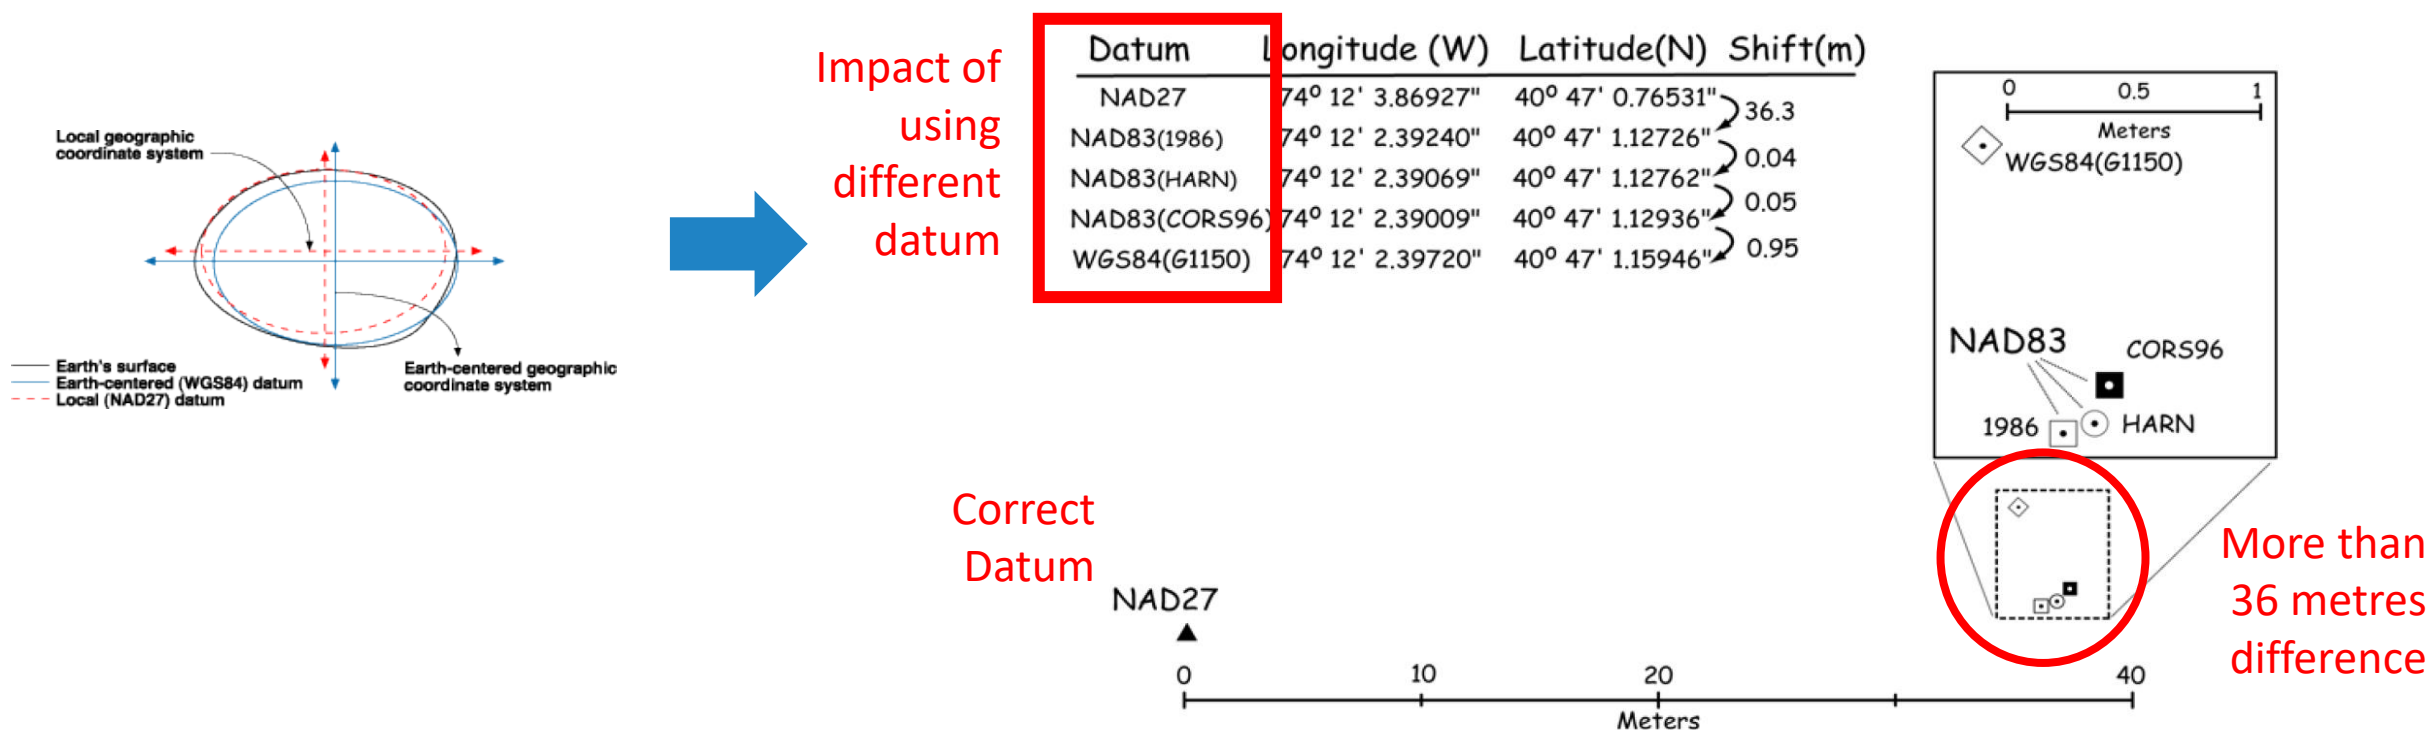 Local geographic
coordinate system
Earth-centered geographic
coordinate system
Earth's surface
Earth-centered (WGS84) datum
Local (NAD27) datum
Impact of
using
different
datum
Datum Longitude (W) Latitude(N) Shift(m)
NAD27 74° 12' 3.86927" 40° 47' 0.76531"
36.3
NAD83(1986) 74° 12' 2.39240" 40° 47' 1.12726"
0.04
NAD83(HARN) 74° 12' 2.39069" 40° 47' 1.12762"
0.05
NAD83(CORS96) 74° 12' 2.39009" 40° 47' 1.12936"
0.95
WGS84(G1150) 74° 12' 2.39720" 40° 47' 1.15946"
0 0.5 1
Meters
WGS84(G1150)
NAD83
CORS96
1986
HARN
Correct
Datum
NAD27
More than
36 metres
difference
0 10 20 40
Meters